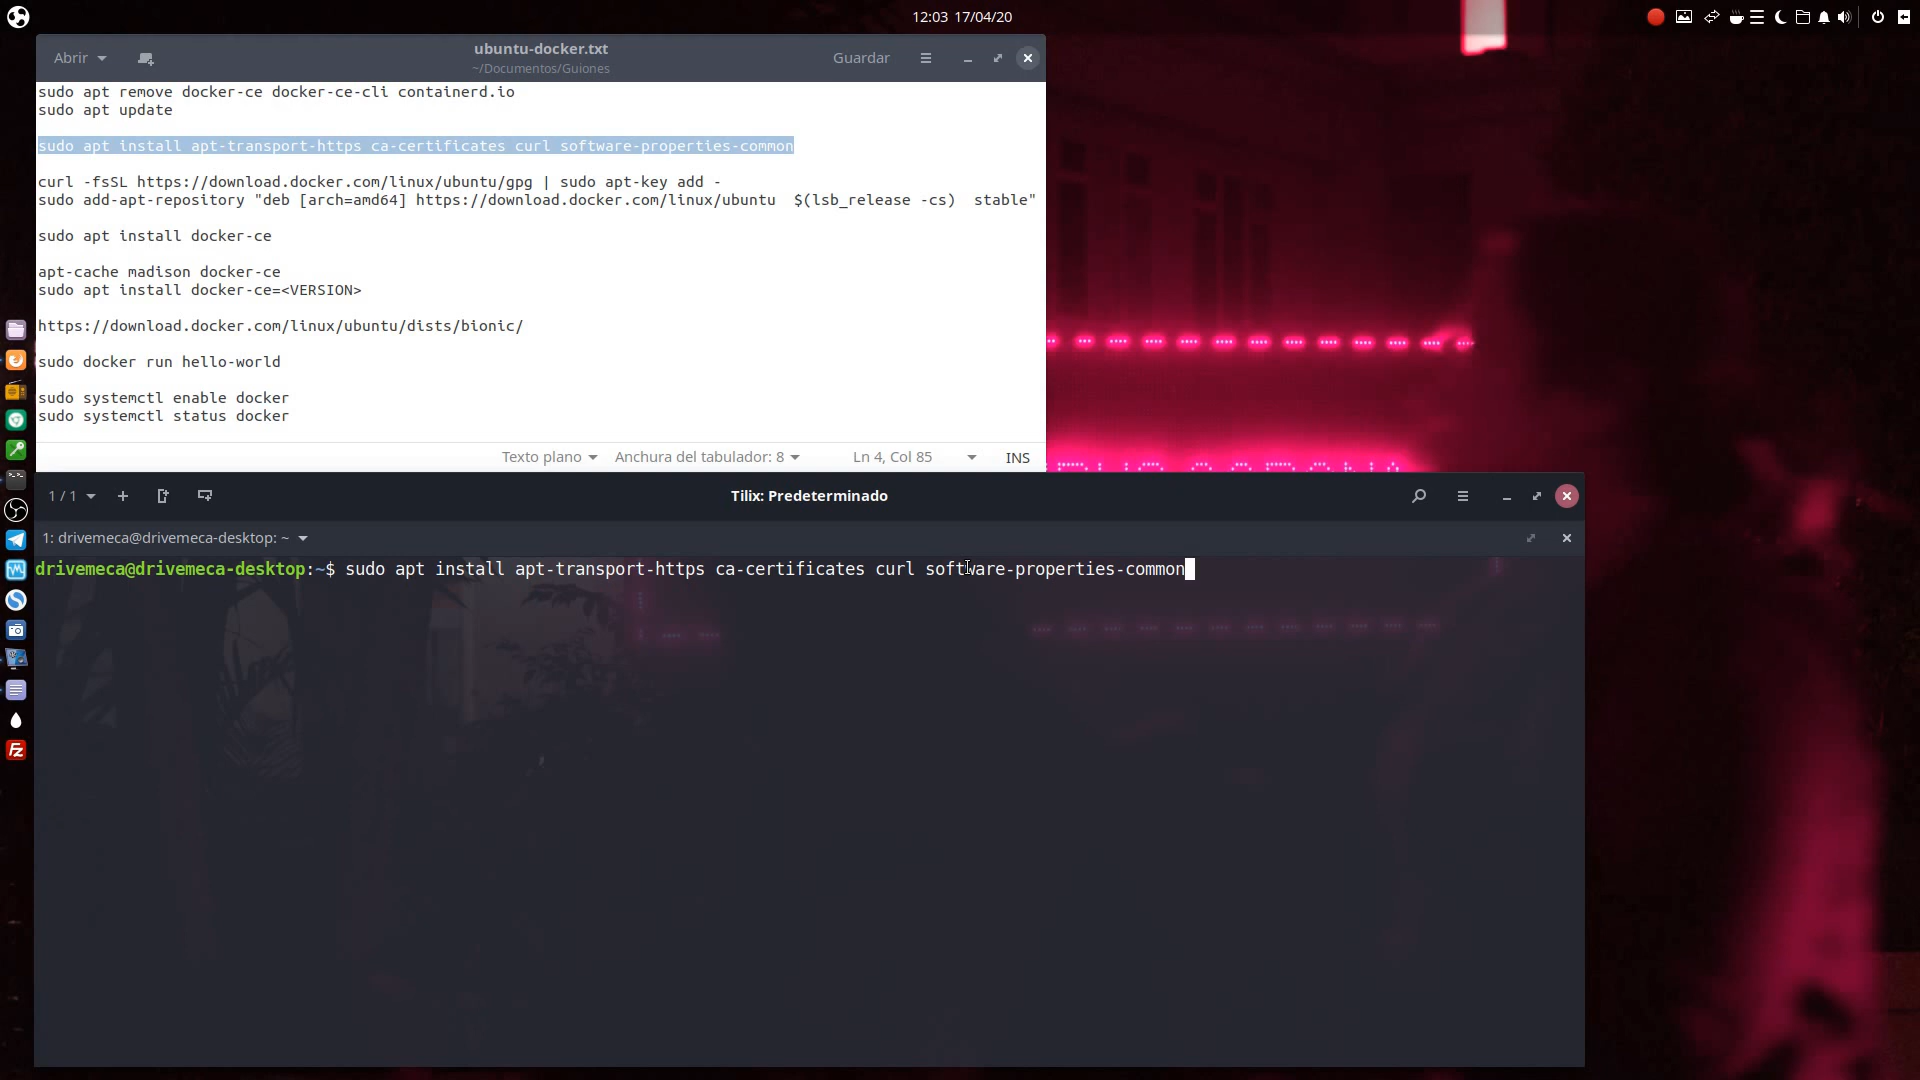 12:03 17/04/20
Abrir
ubuntu-docker.txt
~/Documentos/Guiones
Guardar
sudo apt remove docker-ce docker-ce-cli containerd.io
sudo apt update
sudo apt install apt-transport-https ca-certificates curl software-properties-common
curl -fsSL https://download.docker.com/linux/ubuntu/gpg | sudo apt-key add -
sudo add-apt-repository "deb [arch=amd64] https://download.docker.com/linux/ubuntu  $(lsb_release -cs)  stable"
sudo apt install docker-ce
apt-cache madison docker-ce
sudo apt install docker-ce=<VERSION>
https://download.docker.com/linux/ubuntu/dists/bionic/
sudo docker run hello-world
sudo systemctl enable docker
sudo systemctl status docker
Texto plano Anchura del tabulador: 8 Ln 4, Col 85 INS
1 / 1
Tilix: Predeterminado
1: drivemeca@drivemeca-desktop: ~
drivemeca@drivemeca-desktop:~$ sudo apt install apt-transport-https ca-certificates curl software-properties-common
Fz